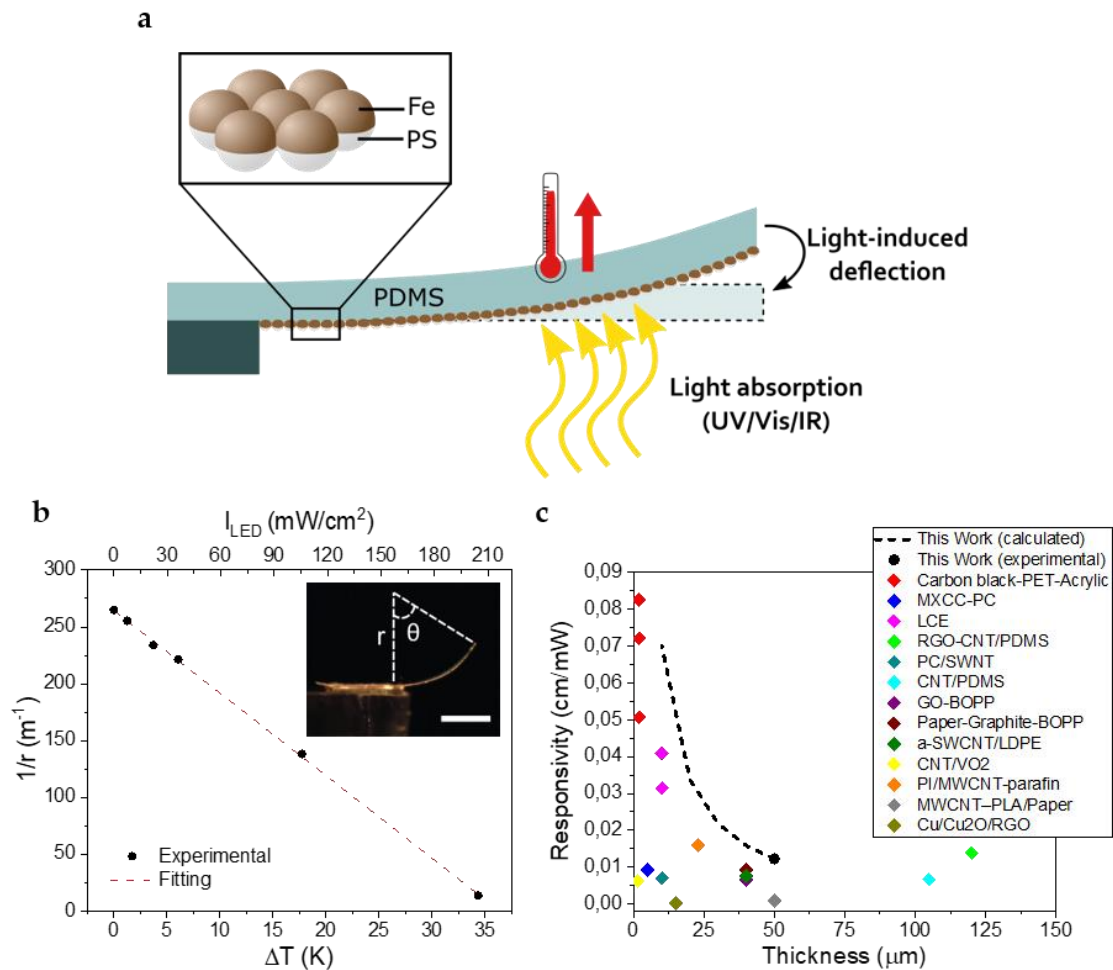 a
Fe
PS
PDMS
Light-induced
deflection
Light absorption
(UV/Vis/IR)
b
I_LED (mW/cm²)
0 30 60 90 120 150 180 210
300
250
200
150
100
50
0
1/r (m⁻¹)
r
θ
Experimental
Fitting
0 5 10 15 20 25 30 35
ΔT (K)
c
0,09
0,08
0,07
0,06
0,05
0,04
0,03
0,02
0,01
0,00
Responsivity (cm/mW)
This Work (calculated)
This Work (experimental)
Carbon black-PET-Acrylic
MXCC-PC
LCE
RGO-CNT/PDMS
PC/SWNT
CNT/PDMS
GO-BOPP
Paper-Graphite-BOPP
a-SWCNT/LDPE
CNT/VO2
PI/MWCNT-parafin
MWCNT–PLA/Paper
Cu/Cu2O/RGO
0 25 50 75 100 125 150
Thickness (μm)